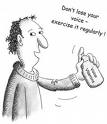 Don't lose your
voice –
exercise it regularly !